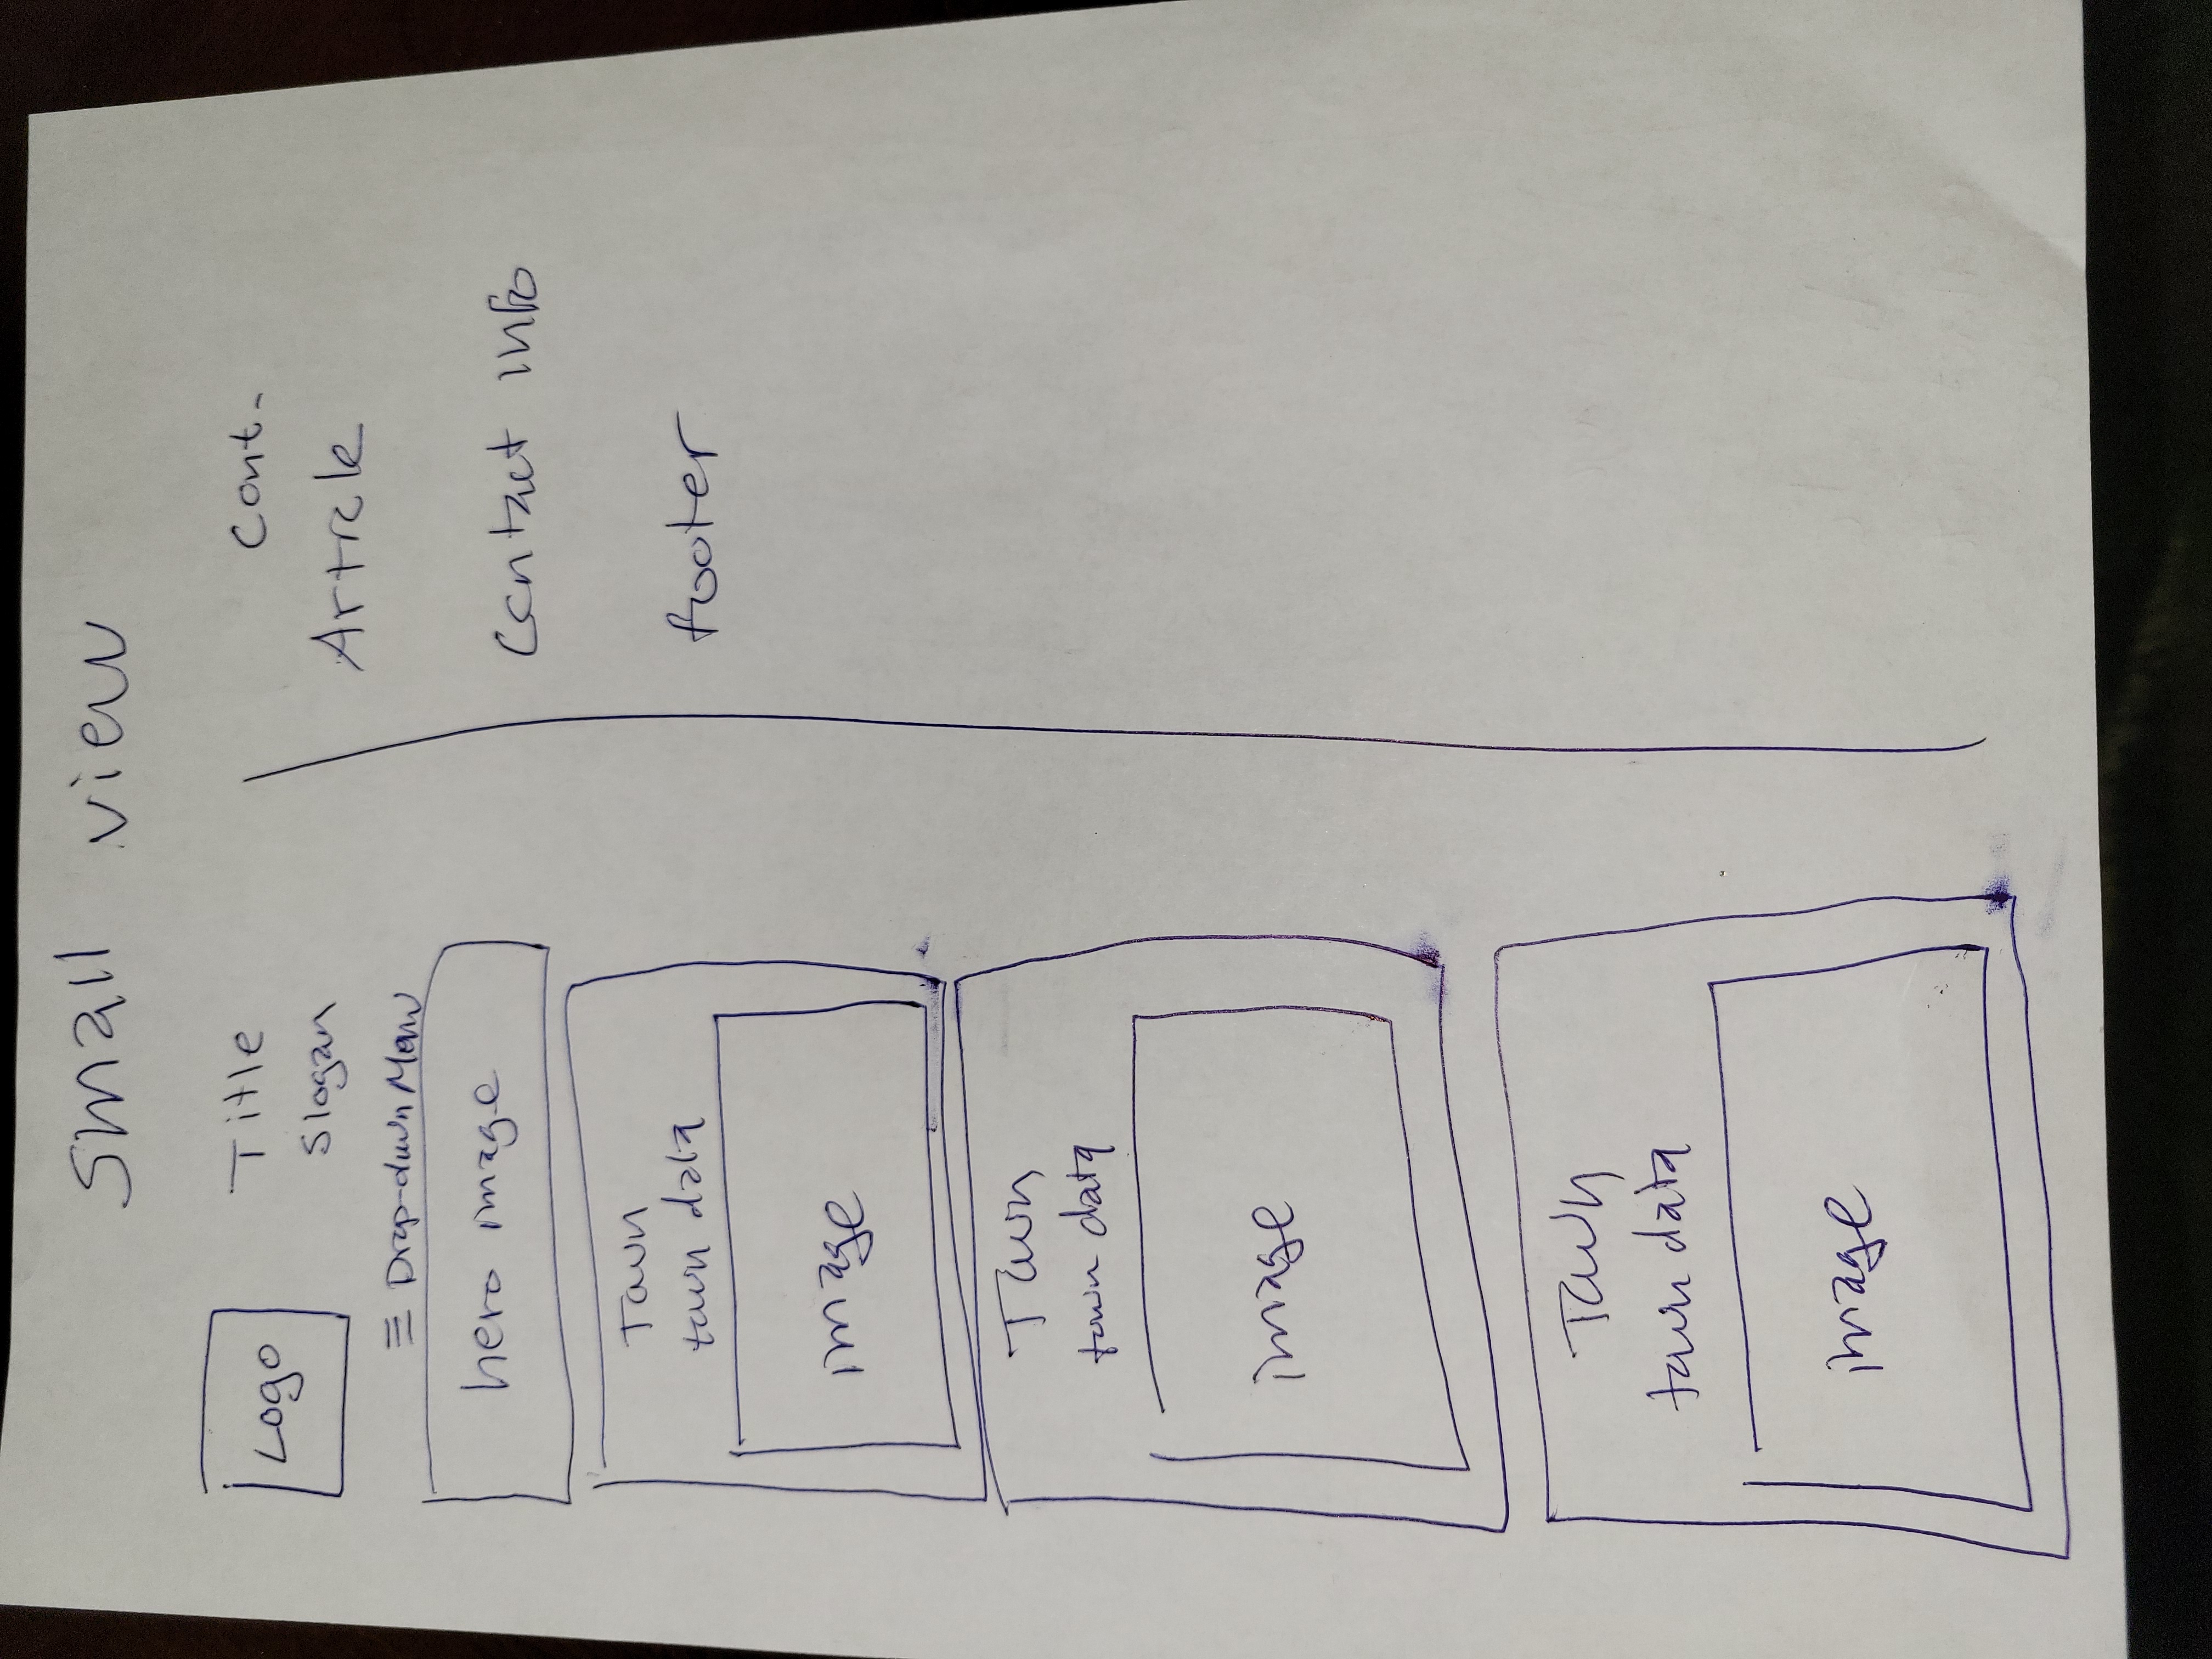 small view
Logo
Title
Slogan
☰ Drop-down Menu
hero image
Town
town data
image
Town
town data
image
Town
town data
image
Cont.
Article
Contact info
footer